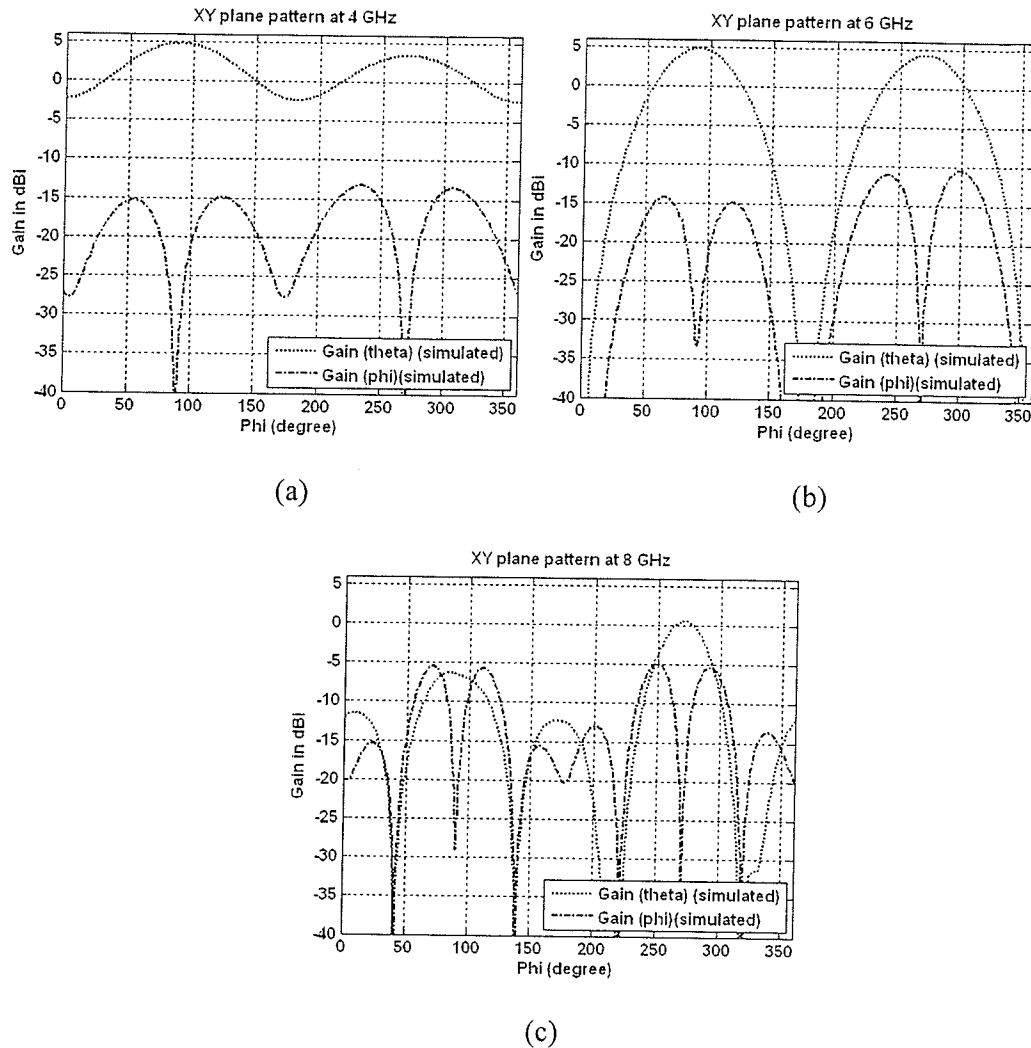 XY plane pattern at 4 GHz
5
0
-5
-10
-15
-20
-25
-30
-35
-40
Gain in dBi
0 50 100 150 200 250 300 350
Phi (degree)
Gain (theta) (simulated)
Gain (phi)(simulated)
(a)
XY plane pattern at 6 GHz
5
0
-5
-10
-15
-20
-25
-30
-35
-40
Gain in dBi
0 50 100 150 200 250 300 350
Phi (degree)
Gain (theta) (simulated)
Gain (phi)(simulated)
(b)
XY plane pattern at 8 GHz
5
0
-5
-10
-15
-20
-25
-30
-35
-40
Gain in dBi
0 50 100 150 200 250 300 350
Phi (degree)
Gain (theta) (simulated)
Gain (phi)(simulated)
(c)